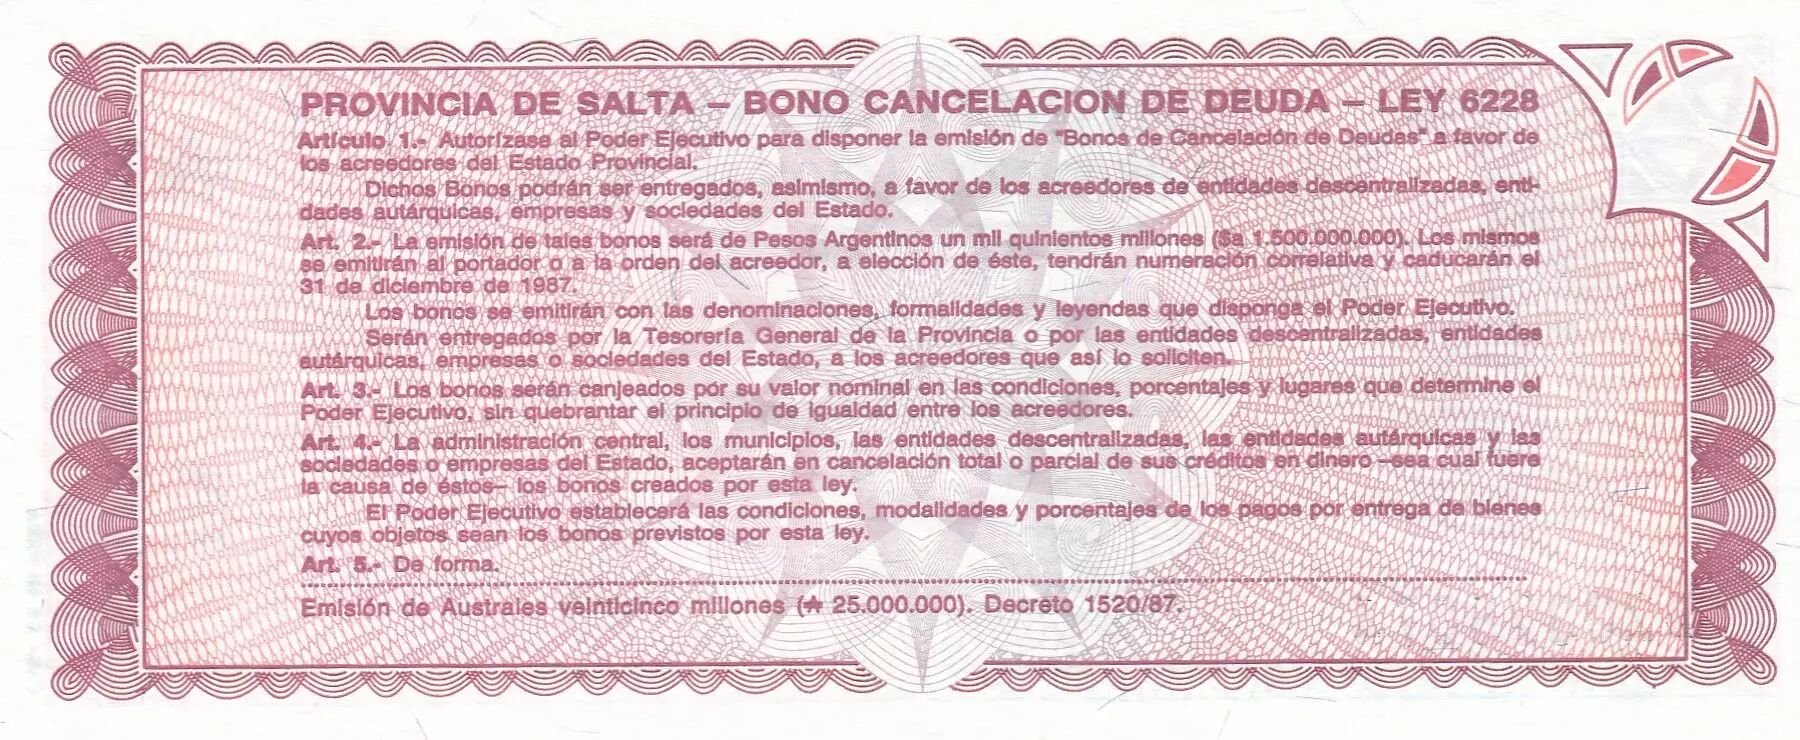 PROVINCIA DE SALTA – BONO CANCELACION DE DEUDA – LEY 6228
Artículo 1.- Autorízase al Poder Ejecutivo para disponer la emisión de "Bonos de Cancelación de Deudas" a favor de
los acreedores del Estado Provincial.
Dichos Bonos podrán ser entregados, asimismo, a favor de los acreedores de entidades descentralizadas, enti-
dades autárquicas, empresas y sociedades del Estado.
Art. 2.- La emisión de tales bonos será de Pesos Argentinos un mil quinientos millones ($a 1.500.000.000). Los mismos
se emitirán al portador o a la orden del acreedor, a elección de éste, tendrán numeración correlativa y caducarán el
31 de diciembre de 1987.
Los bonos se emitirán con las denominaciones, formalidades y leyendas que disponga el Poder Ejecutivo.
Serán entregados por la Tesorería General de la Provincia o por las entidades descentralizadas, entidades
autárquicas, empresas o sociedades del Estado, a los acreedores que así lo soliciten.
Art. 3.- Los bonos serán canjeados por su valor nominal en las condiciones, porcentajes y lugares que determine el
Poder Ejecutivo, sin quebrantar el principio de igualdad entre los acreedores.
Art. 4.- La administración central, los municipios, las entidades descentralizadas, las entidades autárquicas y las
sociedades o empresas del Estado, aceptarán en cancelación total o parcial de sus créditos en dinero –sea cual fuere
la causa de éstos– los bonos creados por esta ley.
El Poder Ejecutivo establecerá las condiciones, modalidades y porcentajes de los pagos por entrega de bienes
cuyos objetos sean los bonos previstos por esta ley.
Art. 5.- De forma.
Emisión de Australes veinticinco millones (₳ 25.000.000). Decreto 1520/87.